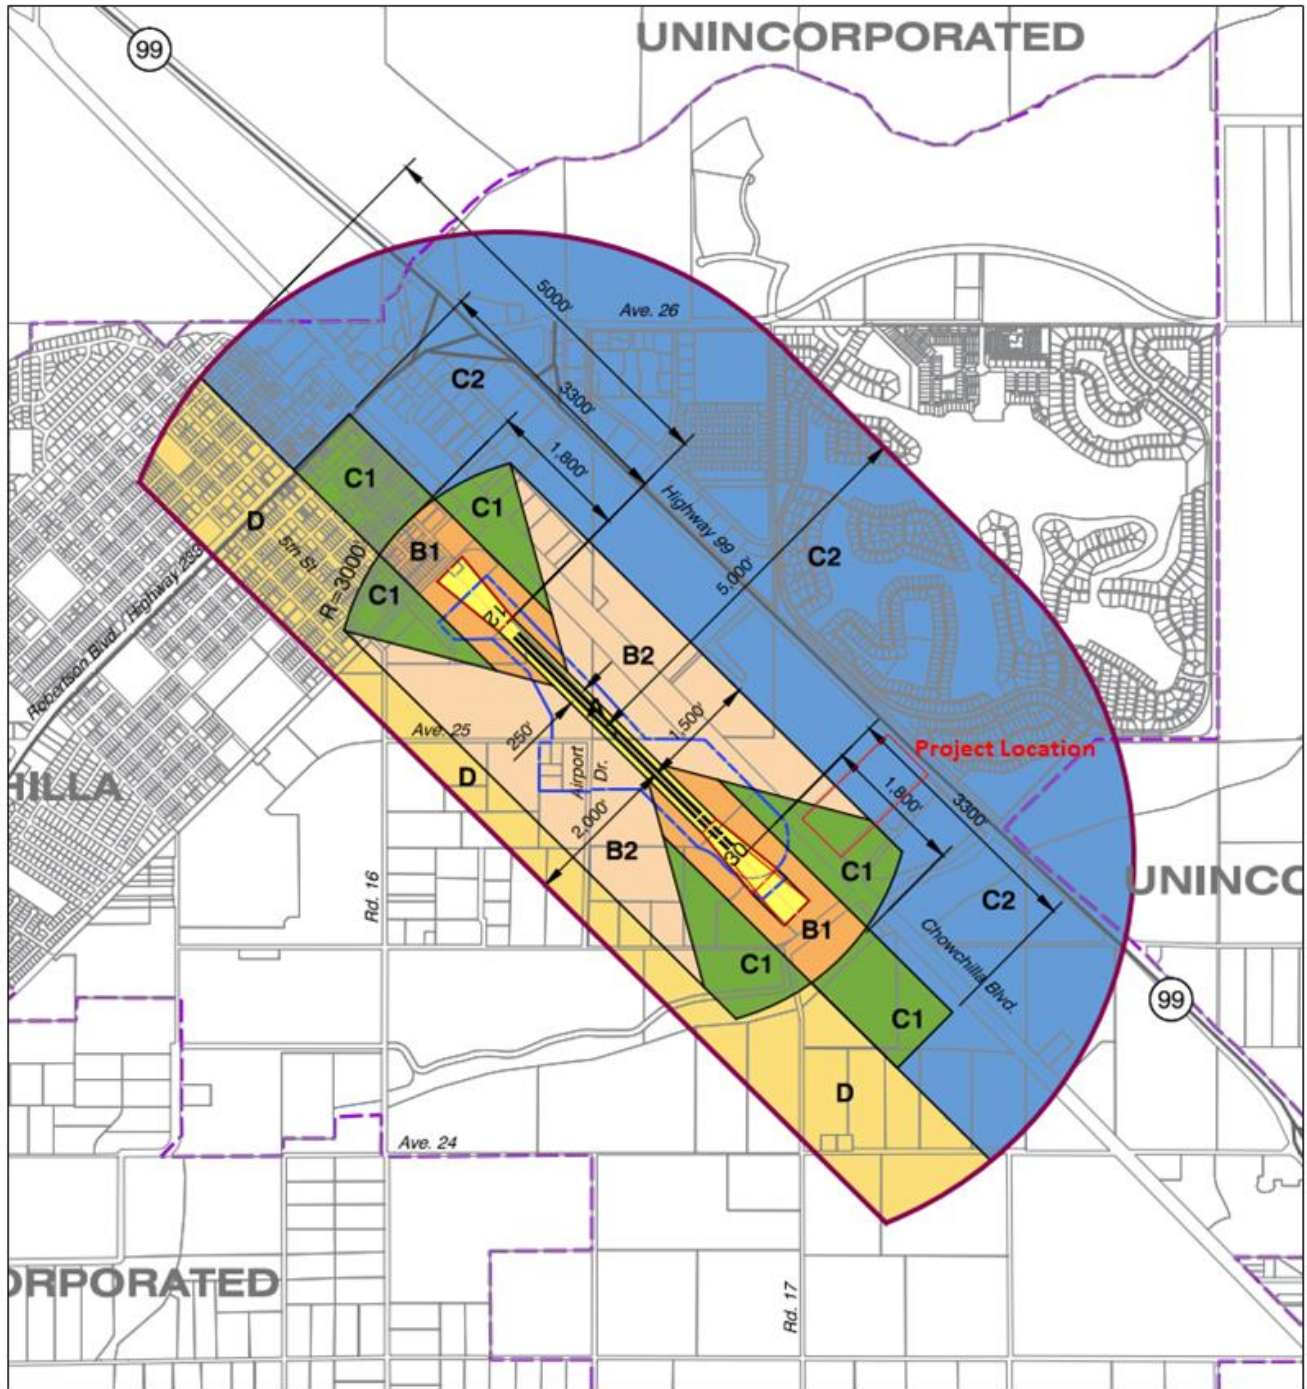 UNINCORPORATED
99
5000'
Ave. 26
C2
3300'
1,800'
C1
C1
Highway 99
B1
D
5th St
C2
5,000'
R=3000'
C1
12
Robertson Blvd. / Highway 233
B2
A
1,500'
Ave. 25
250'
Project Location
HILLA
D
Airport
Dr.
1,800'
3300'
2,000'
B2
30
C1
UNINCO
Rd. 16
C2
B1
Chowchilla Blvd.
C1
99
C1
D
Ave. 24
ORPORATED
Rd. 17